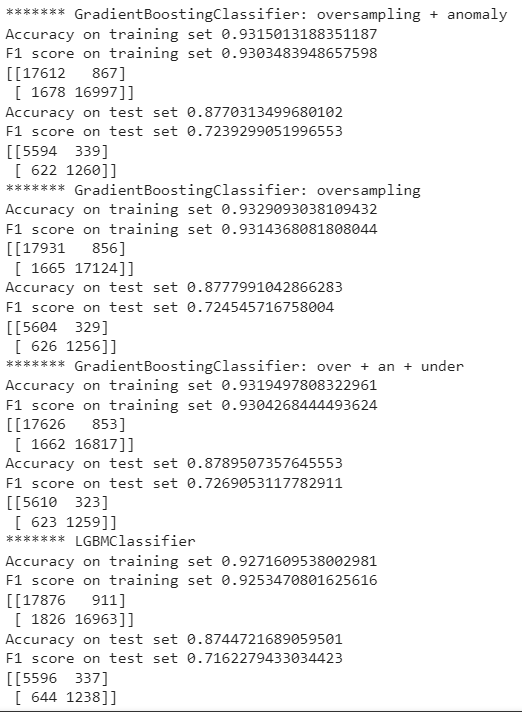 ******* GradientBoostingClassifier: oversampling + anomaly
Accuracy on training set 0.9315013188351187
F1 score on training set 0.9303483948657598
[[17612   867]
 [ 1678 16997]]
Accuracy on test set 0.8770313499680102
F1 score on test set 0.7239299051996553
[[5594  339]
 [ 622 1260]]
******* GradientBoostingClassifier: oversampling
Accuracy on training set 0.9329093038109432
F1 score on training set 0.9314368081808044
[[17931   856]
 [ 1665 17124]]
Accuracy on test set 0.8777991042866283
F1 score on test set 0.724545716758004
[[5604  329]
 [ 626 1256]]
******* GradientBoostingClassifier: over + an + under
Accuracy on training set 0.9319497808322961
F1 score on training set 0.9304268444493624
[[17626   853]
 [ 1662 16817]]
Accuracy on test set 0.8789507357645553
F1 score on test set 0.7269053117782911
[[5610  323]
 [ 623 1259]]
******* LGBMClassifier
Accuracy on training set 0.9271609538002981
F1 score on training set 0.9253470801625616
[[17876   911]
 [ 1826 16963]]
Accuracy on test set 0.8744721689059501
F1 score on test set 0.7162279433034423
[[5596  337]
 [ 644 1238]]